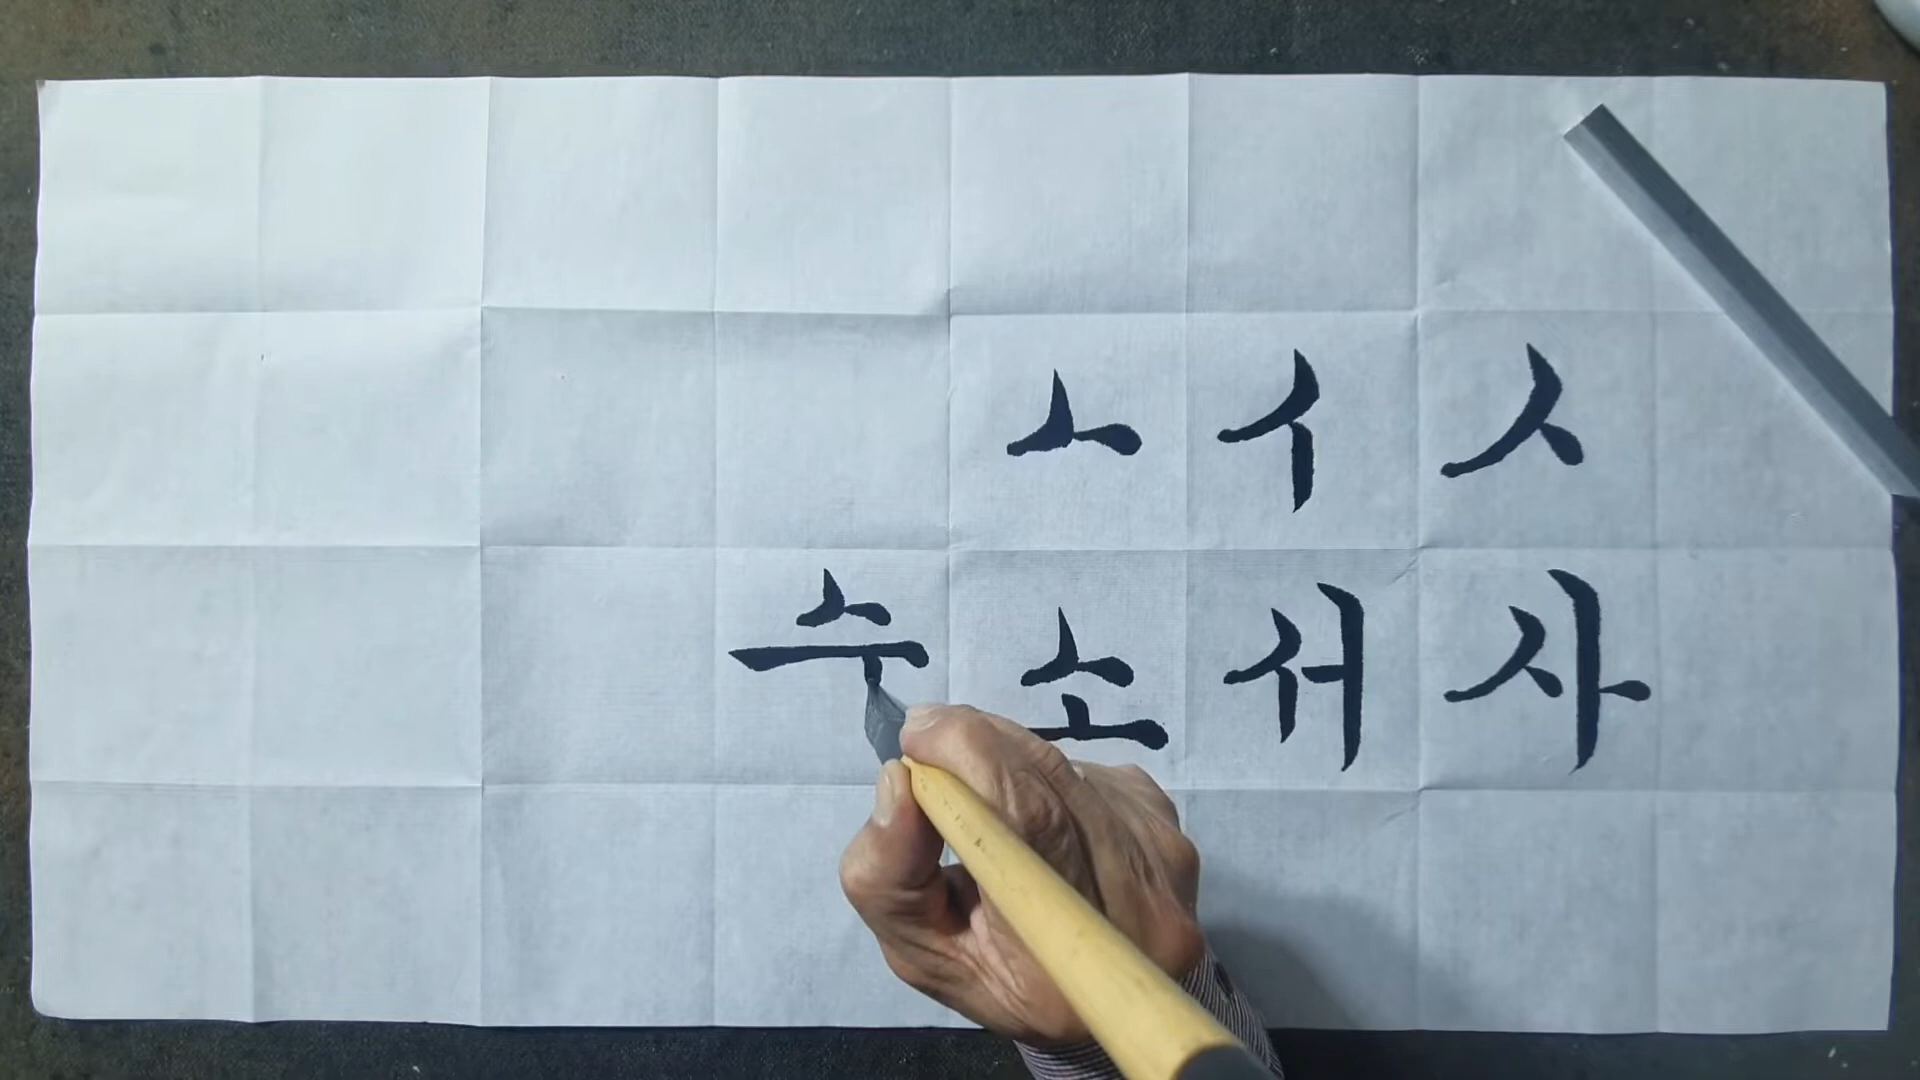 ㅅ ㅅ ㅅ
사 서 소 수